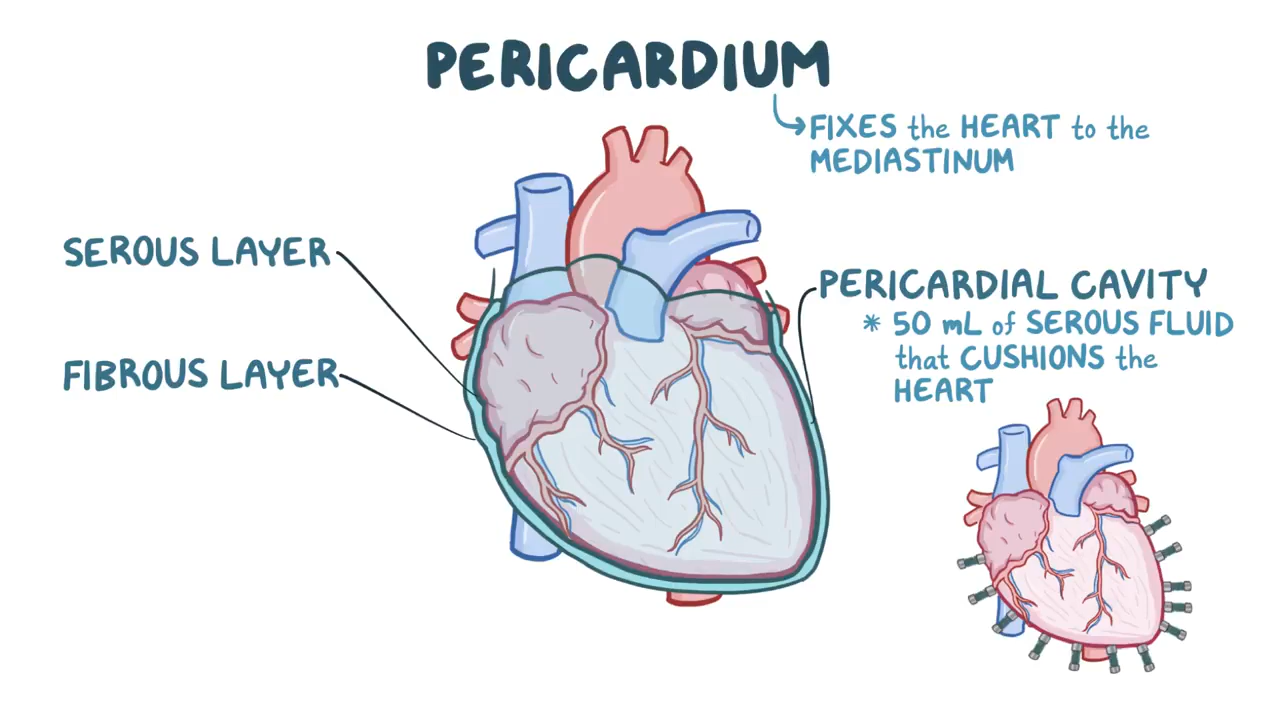 PERICARDIUM
FIXES the HEART to the
MEDIASTINUM
SEROUS LAYER
FIBROUS LAYER
PERICARDIAL CAVITY
* 50 mL of SEROUS FLUID
that CUSHIONS the
HEART